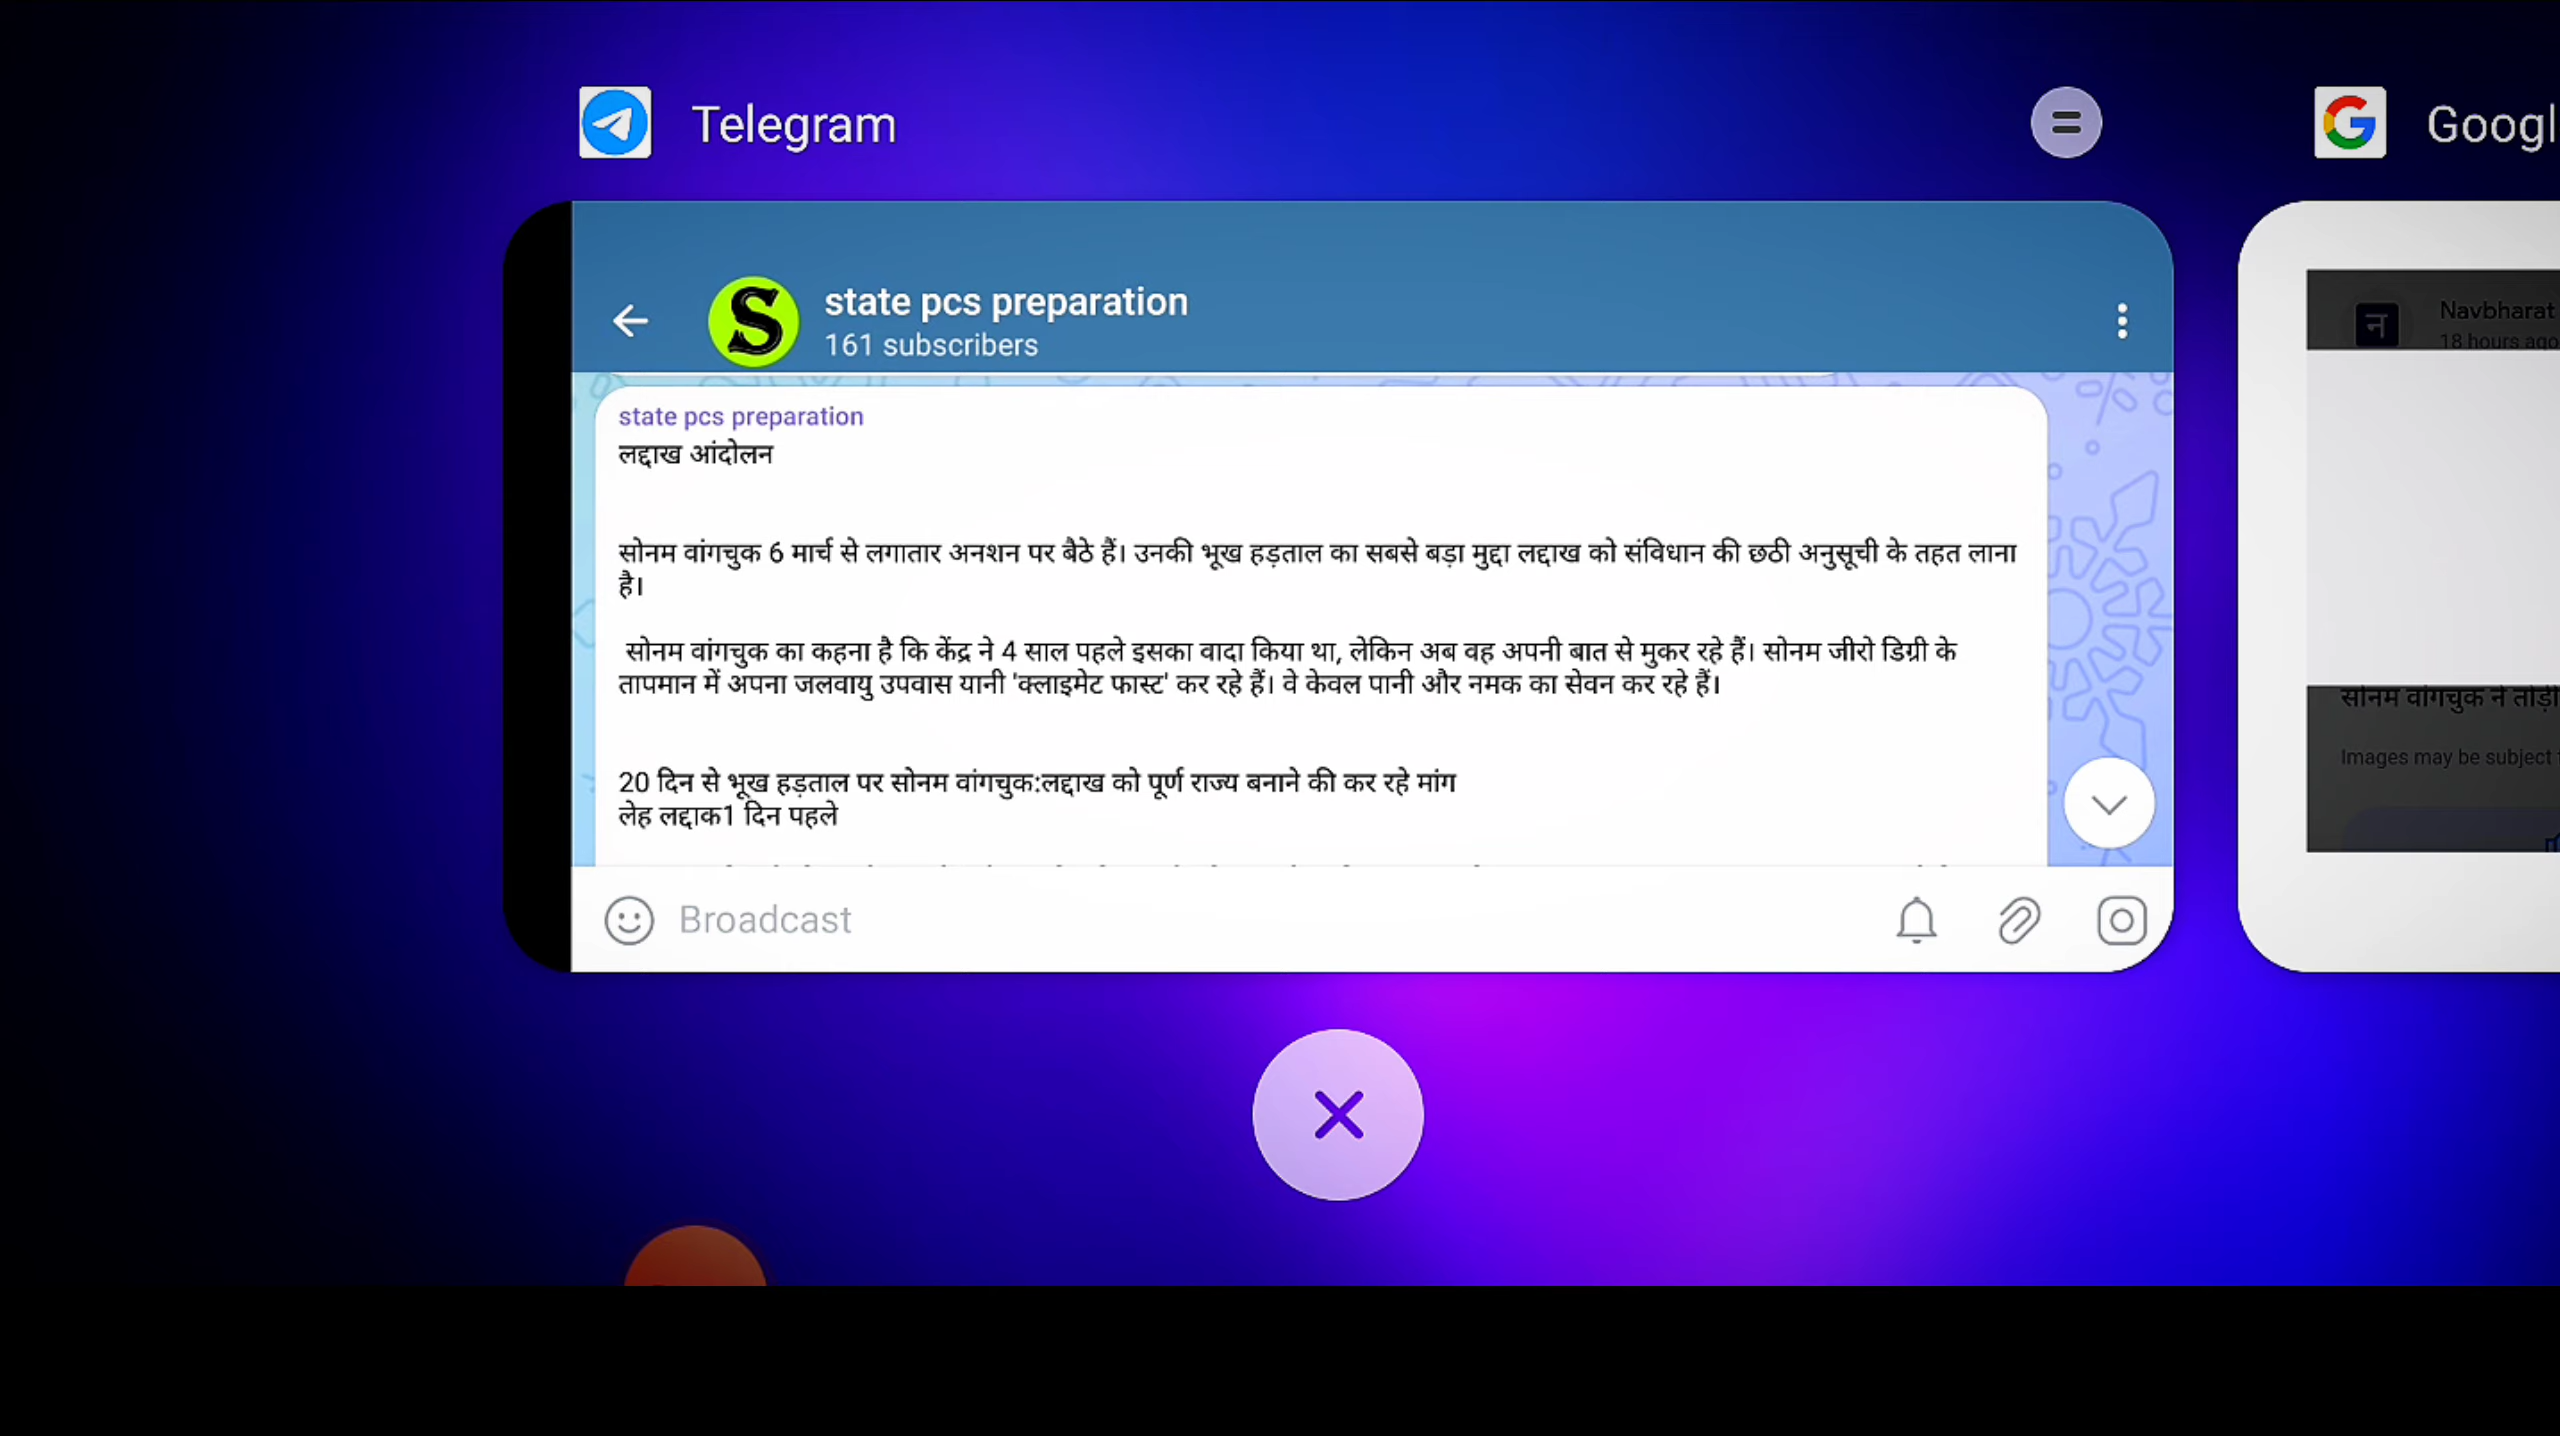 Telegram
Googl
state pcs preparation
161 subscribers
Navbharat
18 hours ago
state pcs preparation
लद्दाख आंदोलन
सोनम वांगचुक 6 मार्च से लगातार अनशन पर बैठे हैं। उनकी भूख हड़ताल का सबसे बड़ा मुद्दा लद्दाख को संविधान की छठी अनुसूची के तहत लाना
है।
सोनम वांगचुक का कहना है कि केंद्र ने 4 साल पहले इसका वादा किया था, लेकिन अब वह अपनी बात से मुकर रहे हैं। सोनम जीरो डिग्री के
तापमान में अपना जलवायु उपवास यानी 'क्लाइमेट फास्ट' कर रहे हैं। वे केवल पानी और नमक का सेवन कर रहे हैं।
20 दिन से भूख हड़ताल पर सोनम वांगचुक:लद्दाख को पूर्ण राज्य बनाने की कर रहे मांग
लेह लद्दाक1 दिन पहले
सोनम वांगचुक ने तोड़ी
Images may be subject
Broadcast